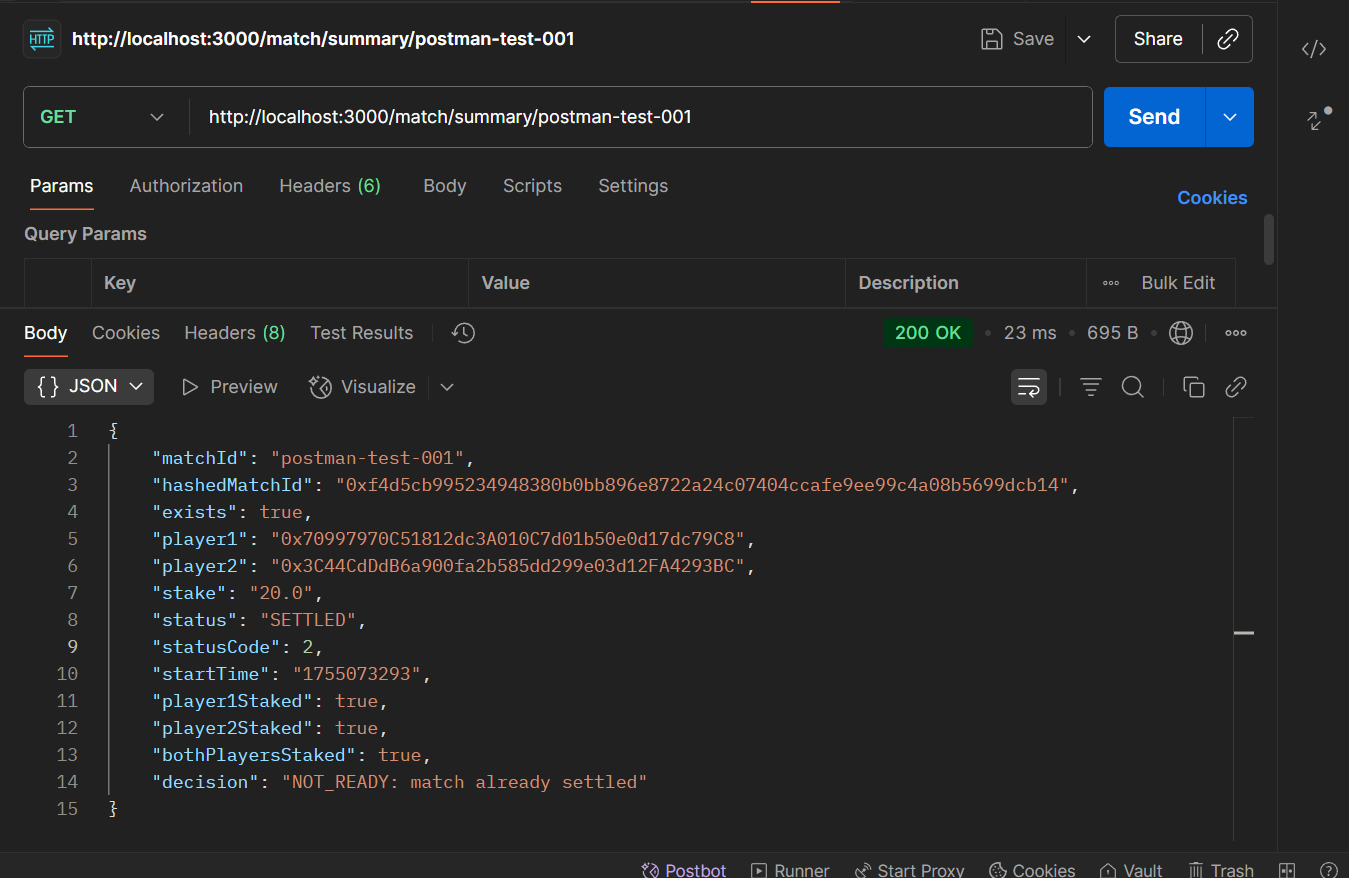 HTTP http://localhost:3000/match/summary/postman-test-001 Save Share
GET http://localhost:3000/match/summary/postman-test-001 Send
Params Authorization Headers (6) Body Scripts Settings Cookies
Query Params
Key Value Description Bulk Edit
Body Cookies Headers (8) Test Results 200 OK • 23 ms • 695 B •
{} JSON Preview Visualize
1 {
2 "matchId": "postman-test-001",
3 "hashedMatchId": "0xf4d5cb995234948380b0bb896e8722a24c07404ccafe9ee99c4a08b5699dcb14",
4 "exists": true,
5 "player1": "0x70997970C51812dc3A010C7d01b50e0d17dc79C8",
6 "player2": "0x3C44CdDdB6a900fa2b585dd299e03d12FA4293BC",
7 "stake": "20.0",
8 "status": "SETTLED",
9 "statusCode": 2,
10 "startTime": "1755073293",
11 "player1Staked": true,
12 "player2Staked": true,
13 "bothPlayersStaked": true,
14 "decision": "NOT_READY: match already settled"
15 }
Postbot Runner Start Proxy Cookies Vault Trash